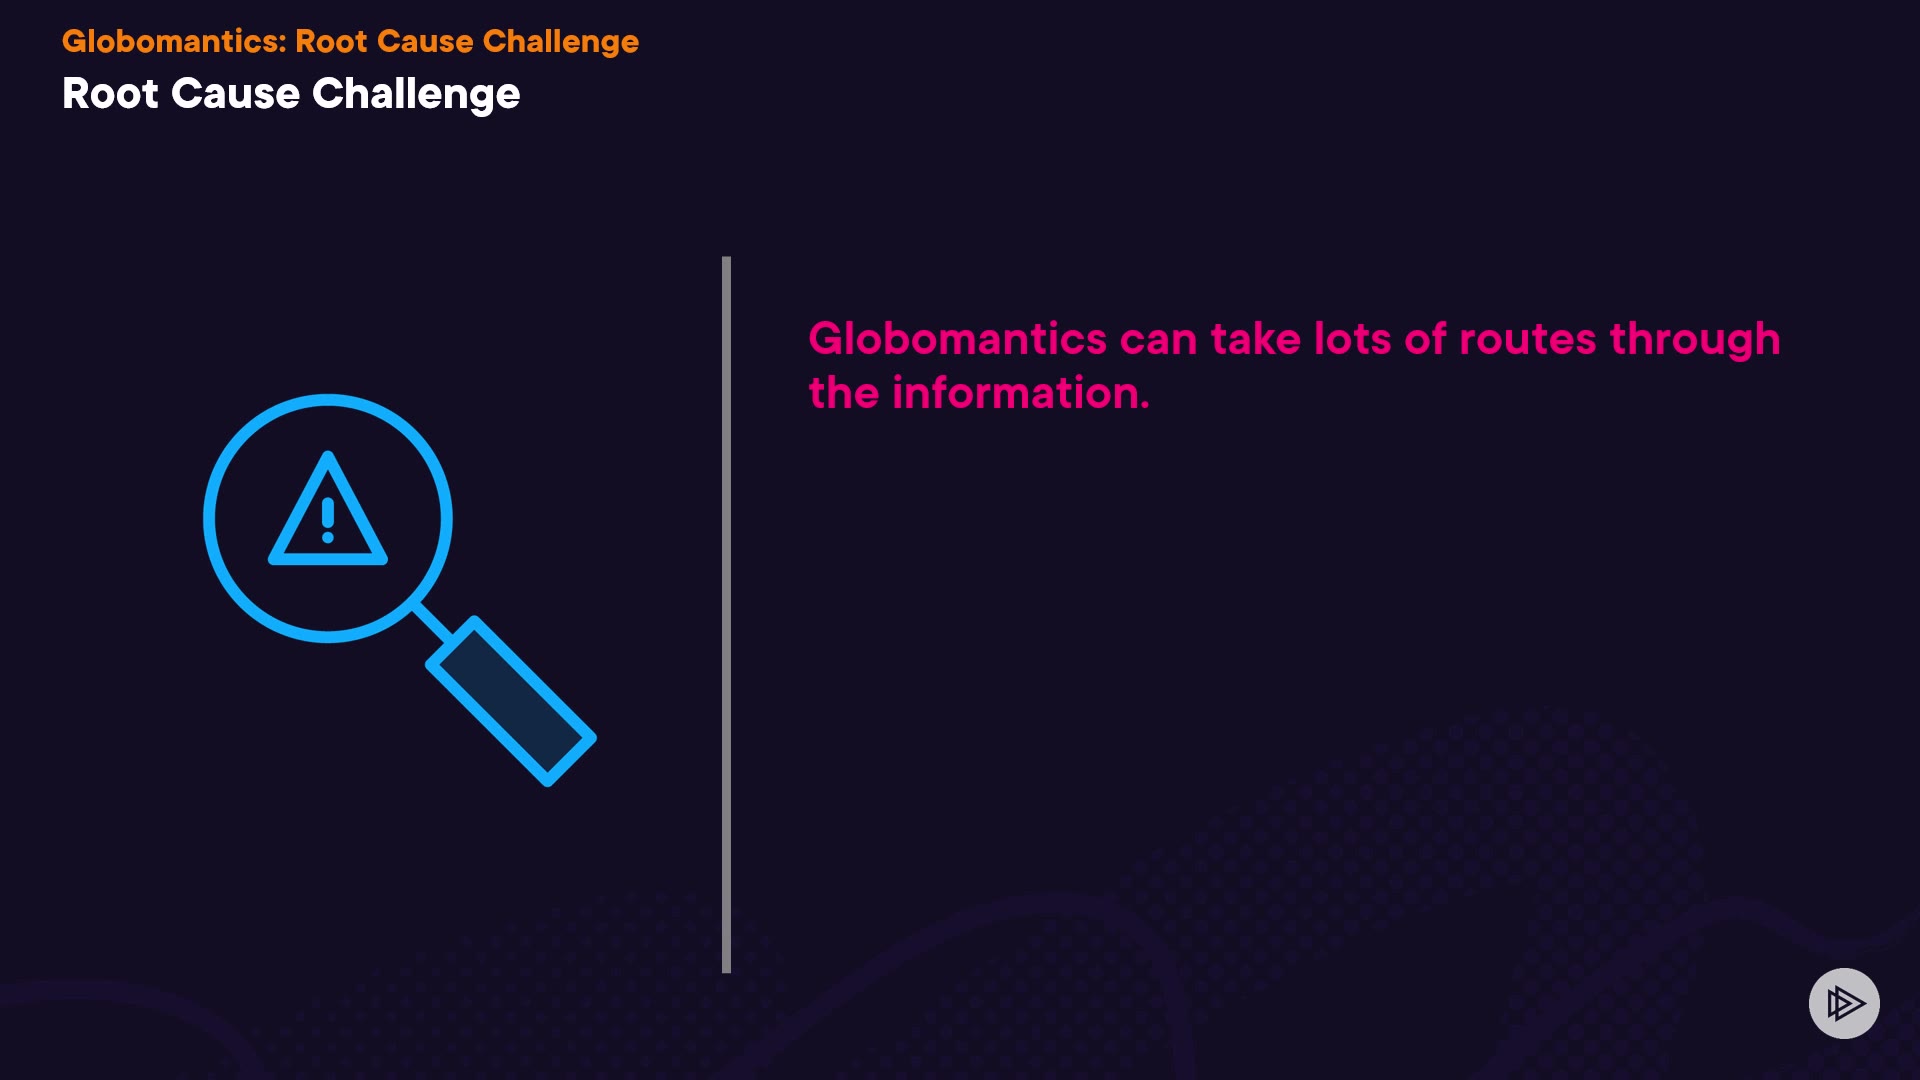 Globomantics: Root Cause Challenge
Root Cause Challenge
Globomantics can take lots of routes through
the information.